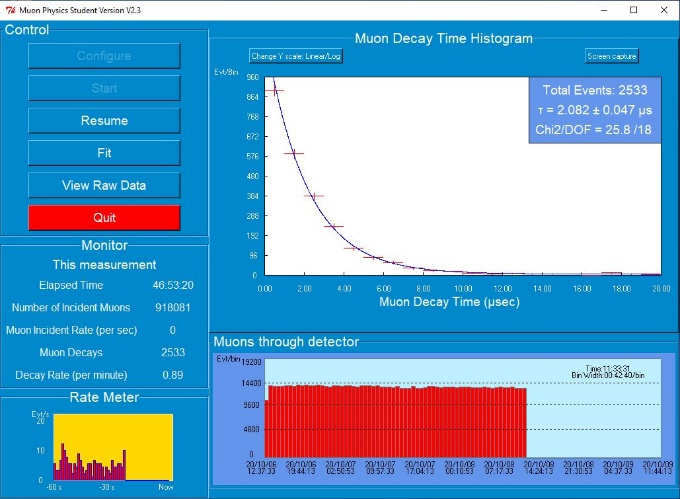 Muon Physics Student Version V2.3
Control
Configure
Start
Resume
Fit
View Raw Data
Quit
Monitor
This measurement
Elapsed Time 46:53:20
Number of Incident Muons 918081
Muon Incident Rate (per sec) 0
Muon Decays 2533
Decay Rate (per minute) 0.89
Rate Meter
Evt/s
20
10
0
-60 s -30 s Now
Muon Decay Time Histogram
Change Y scale: Linear/Log
Screen capture
Evt/Bin
960
864
768
672
576
480
384
288
192
96
0
0.00 2.00 4.00 6.00 8.00 10.00 12.00 14.00 16.00 18.00 20.00
Muon Decay Time (µsec)
Total Events: 2533
τ = 2.082 ± 0.047 µs
Chi2/DOF = 25.8 /18
Muons through detector
Evt/bin
19200
14400
9600
4800
0
Time:11:33:31
Bin Width:00:42:40/bin
20/10/06 20/10/06 20/10/07 20/10/07 20/10/07 20/10/08 20/10/08 20/10/08 20/10/08 20/10/09 20/10/09
12:37:33 19:44:13 02:50:53 09:57:33 17:04:13 00:10:53 07:17:33 14:24:13 21:30:53 04:37:33 11:44:13